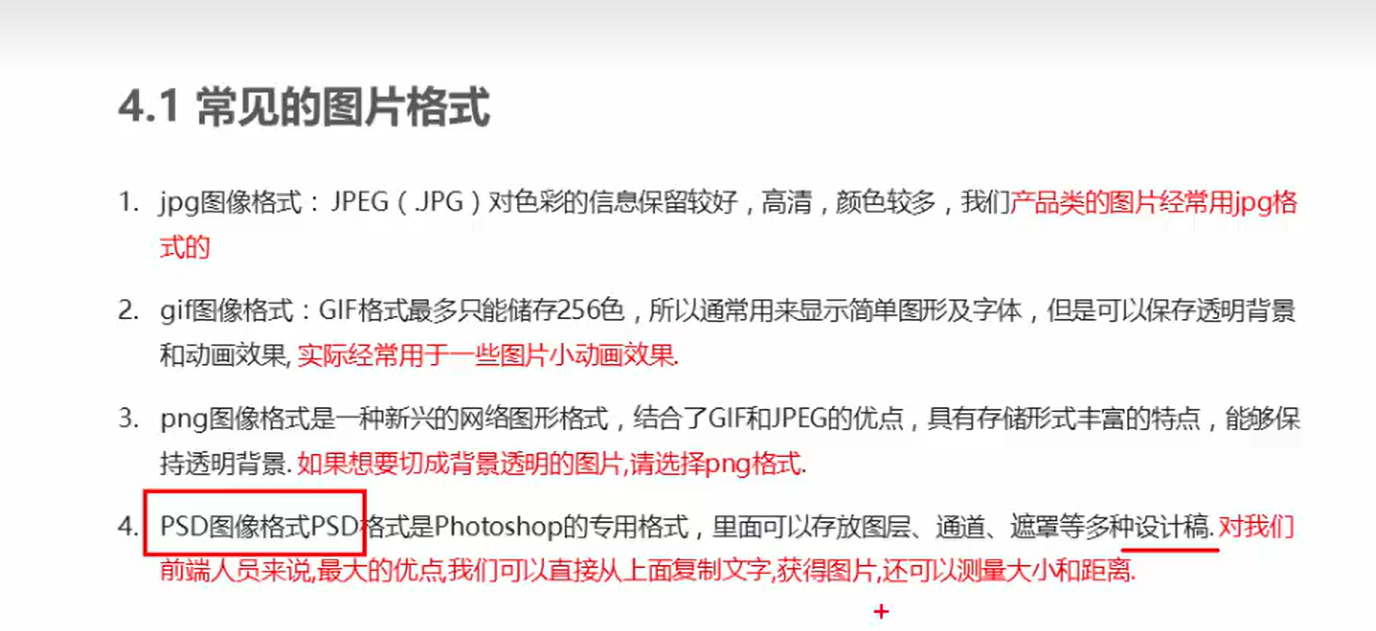 4.1 常见的图片格式
1. jpg图像格式：JPEG（.JPG）对色彩的信息保留较好，高清，颜色较多，我们产品类的图片经常用jpg格
式的
2. gif图像格式：GIF格式最多只能储存256色，所以通常用来显示简单图形及字体，但是可以保存透明背景
和动画效果, 实际经常用于一些图片小动画效果.
3. png图像格式是一种新兴的网络图形格式，结合了GIF和JPEG的优点，具有存储形式丰富的特点，能够保
持透明背景. 如果想要切成背景透明的图片,请选择png格式.
4. PSD图像格式PSD格式是Photoshop的专用格式，里面可以存放图层、通道、遮罩等多种设计稿. 对我们
前端人员来说,最大的优点,我们可以直接从上面复制文字,获得图片,还可以测量大小和距离.